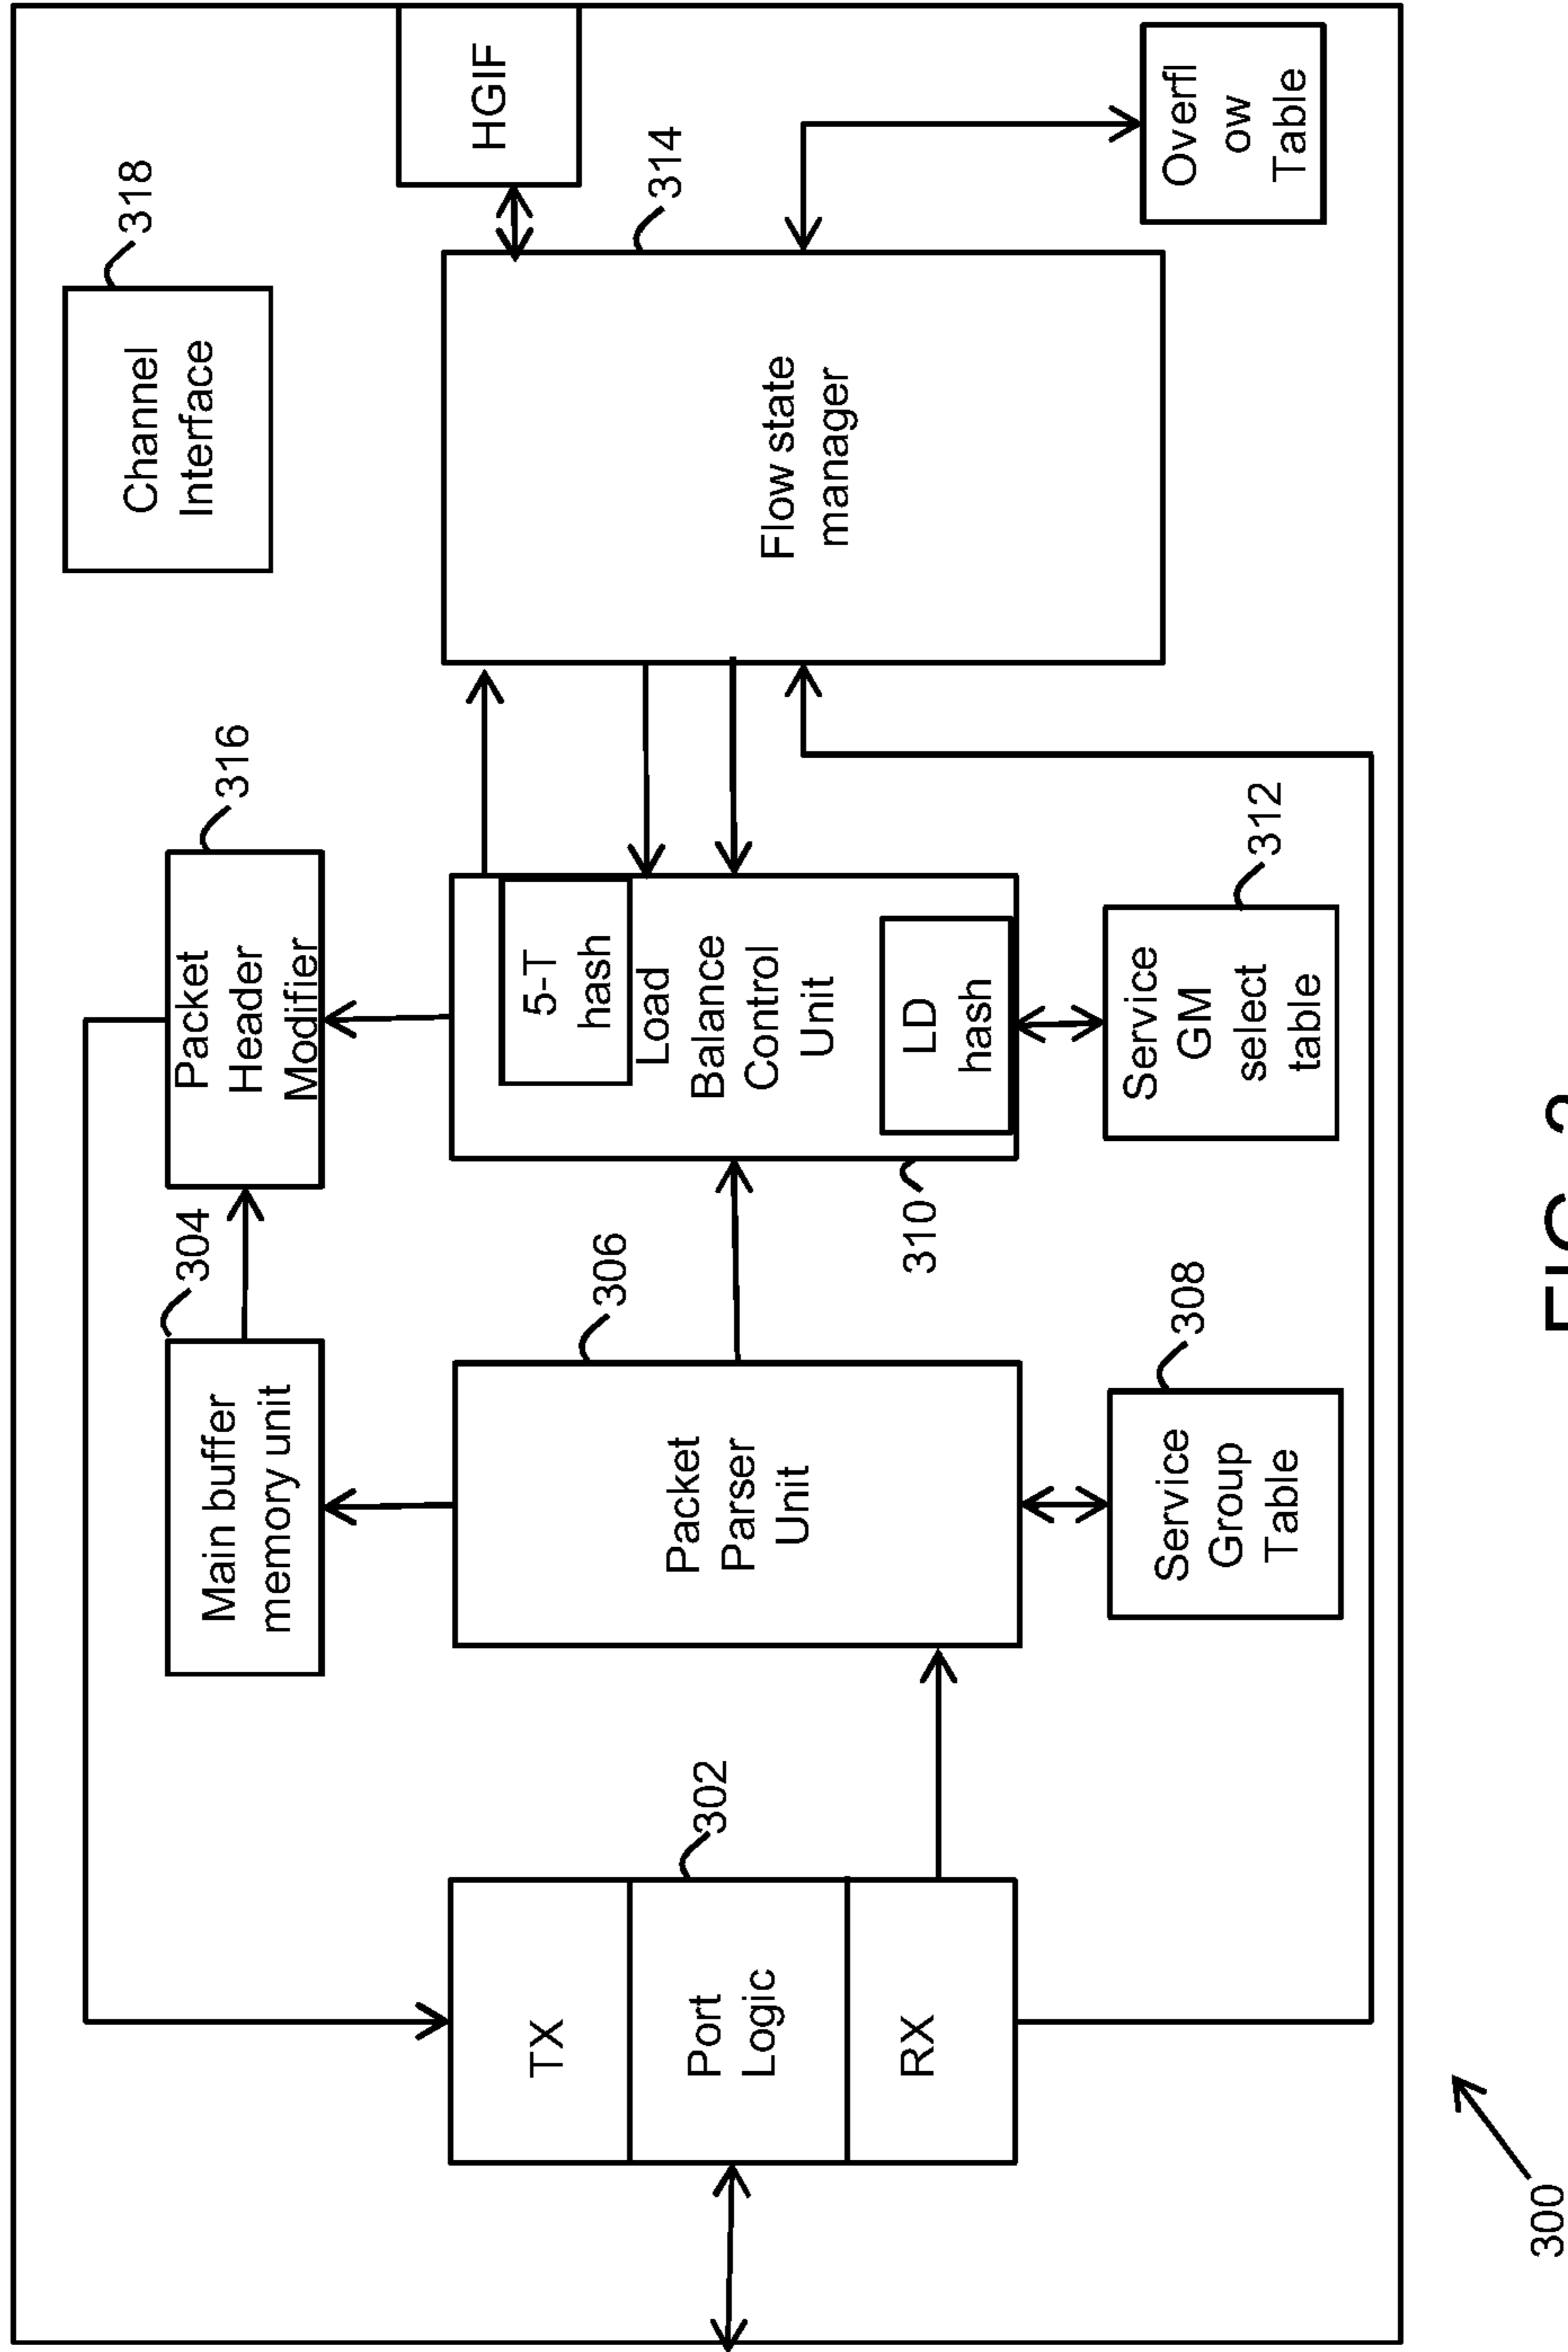 318
Channel
Interface
HGIF
316
Packet
Header
Modifier
304
Main buffer
memory unit
314
Flow state
manager
Overfl
ow
Table
5-T
hash
Load
Balance
Control
Unit
LD
hash
310
306
Packet
Parser
Unit
302
TX
Port
Logic
RX
312
Service
GM
select
table
308
Service
Group
Table
300